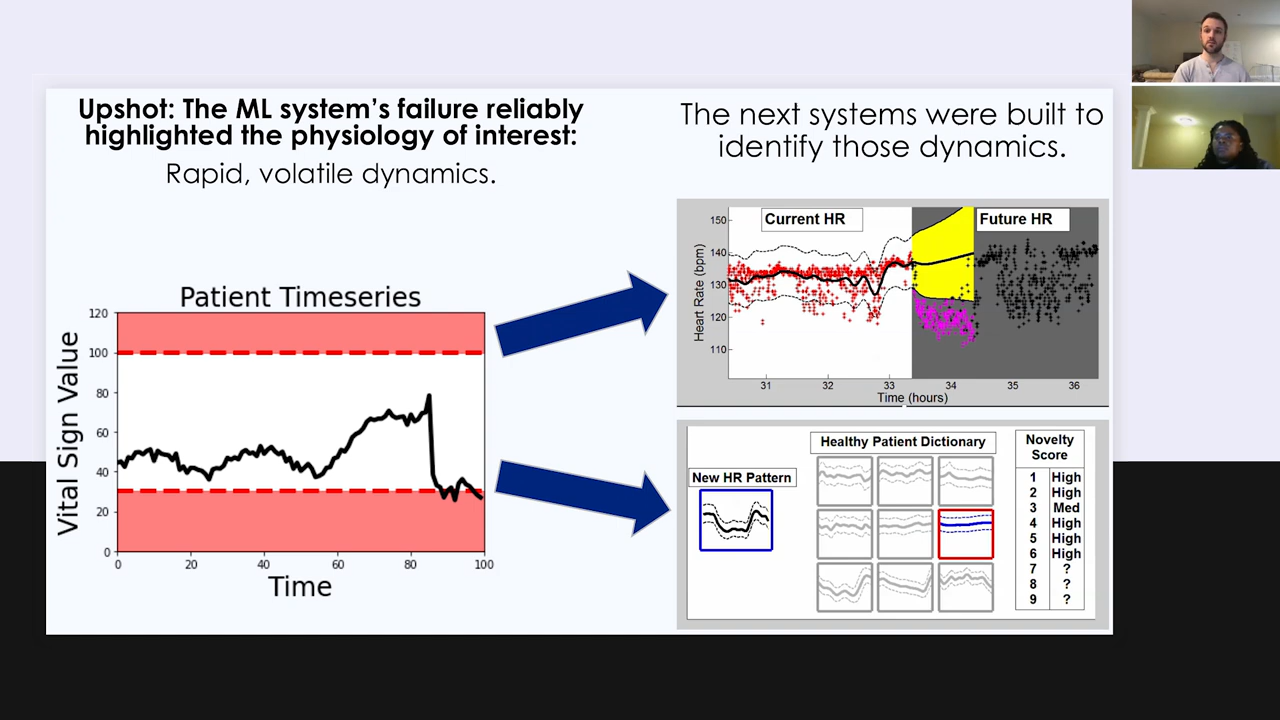 Upshot: The ML system's failure reliably
highlighted the physiology of interest:
Rapid, volatile dynamics.
The next systems were built to
identify those dynamics.
Patient Timeseries
120
100
80
60
40
20
0
Vital Sign Value
0 20 40 60 80 100
Time
Current HR
Future HR
150
140
130
120
110
Heart Rate (bpm)
31 32 33 34 35 36
Time (hours)
New HR Pattern
Healthy Patient Dictionary
Novelty
Score
1 High
2 High
3 Med
4 High
5 High
6 High
7 ?
8 ?
9 ?